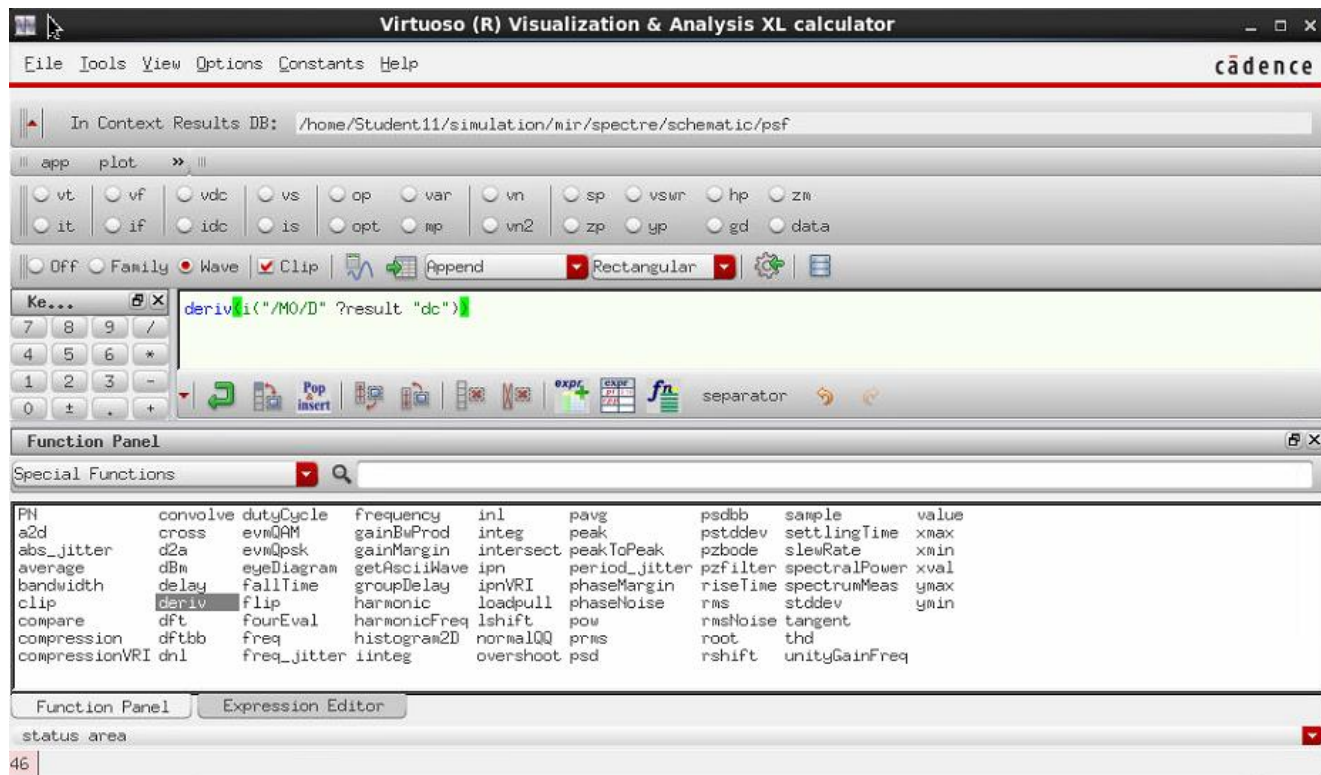 Virtuoso (R) Visualization & Analysis XL calculator
File Tools View Options Constants Help
cādence
In Context Results DB: /home/Student11/simulation/mir/spectre/schematic/psf
app plot »
vt vf vdc vs op var vn sp vswr hp zm
it if idc is opt mp vn2 zp yp gd data
Off Family Wave Clip Append Rectangular
Ke...
deriv(i("/M0/D" ?result "dc"))
7 8 9 /
4 5 6 *
1 2 3 -
0 ± . +
Pop & insert
expr
expr
fn
separator
Function Panel
Special Functions
PN convolve dutyCycle frequency inl pavg psdbb sample value
a2d cross evmQAM gainBwProd integ peak pstddev settlingTime xmax
abs_jitter d2a evmQpsk gainMargin intersect peakToPeak pzbode slewRate xmin
average dBm eyeDiagram getAsciiWave ipn period_jitter pzfilter spectralPower xval
bandwidth delay fallTime groupDelay ipnVRI phaseMargin riseTime spectrumMeas ymax
clip deriv flip harmonic loadpull phaseNoise rms stddev ymin
compare dft fourEval harmonicFreq lshift pow rmsNoise tangent
compression dftbb freq histogram2D normalQQ prms root thd
compressionVRI dnl freq_jitter iinteg overshoot psd rshift unityGainFreq
Function Panel Expression Editor
status area
46